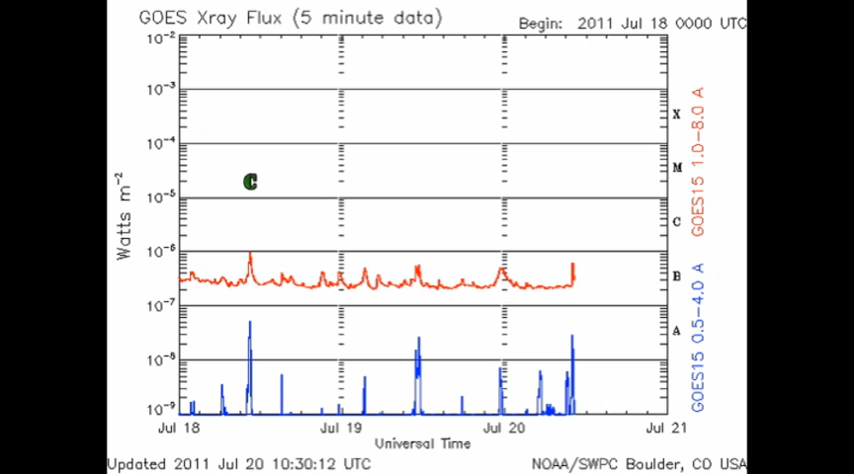 GOES Xray Flux (5 minute data)
Begin: 2011 Jul 18 0000 UTC
10-2
10-3
10-4
10-5
10-6
10-7
10-8
10-9
Watts m-2
C
X
M
C
B
A
GOES15 1.0-8.0 A
GOES15 0.5-4.0 A
Jul 18
Jul 19
Jul 20
Jul 21
Universal Time
Updated 2011 Jul 20 10:30:12 UTC
NOAA/SWPC Boulder, CO USA